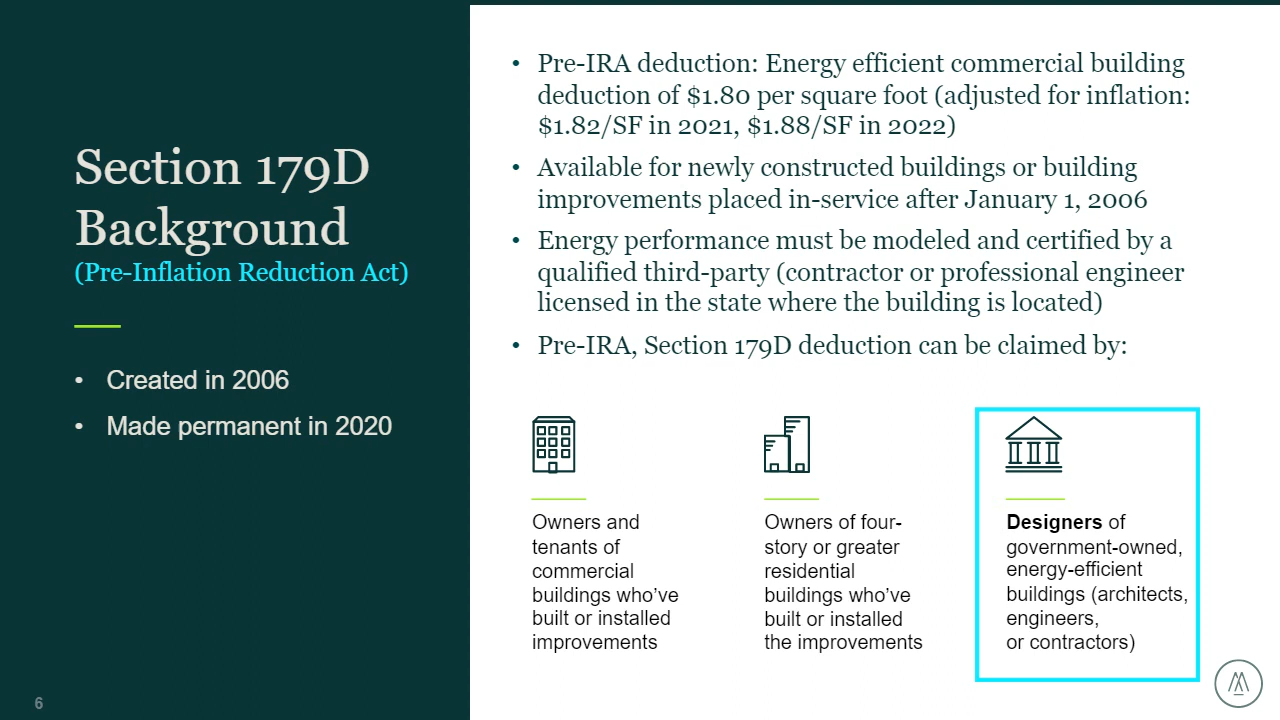 Section 179D
Background
(Pre-Inflation Reduction Act)
• Created in 2006
• Made permanent in 2020
• Pre-IRA deduction: Energy efficient commercial building
deduction of $1.80 per square foot (adjusted for inflation:
$1.82/SF in 2021, $1.88/SF in 2022)
• Available for newly constructed buildings or building
improvements placed in-service after January 1, 2006
• Energy performance must be modeled and certified by a
qualified third-party (contractor or professional engineer
licensed in the state where the building is located)
• Pre-IRA, Section 179D deduction can be claimed by:
Owners and
tenants of
commercial
buildings who’ve
built or installed
improvements
Owners of four-
story or greater
residential
buildings who’ve
built or installed
the improvements
Designers of
government-owned,
energy-efficient
buildings (architects,
engineers,
or contractors)
6